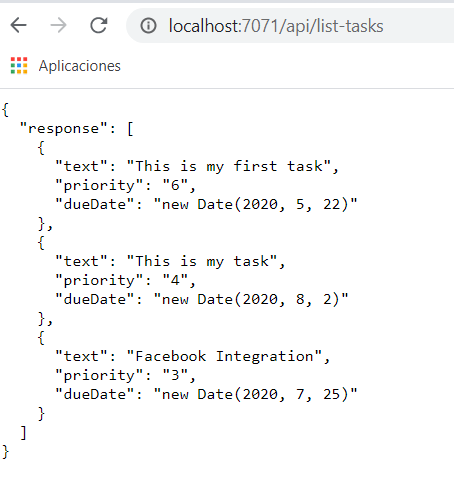 localhost:7071/api/list-tasks
Aplicaciones
{
  "response": [
    {
      "text": "This is my first task",
      "priority": "6",
      "dueDate": "new Date(2020, 5, 22)"
    },
    {
      "text": "This is my task",
      "priority": "4",
      "dueDate": "new Date(2020, 8, 2)"
    },
    {
      "text": "Facebook Integration",
      "priority": "3",
      "dueDate": "new Date(2020, 7, 25)"
    }
  ]
}